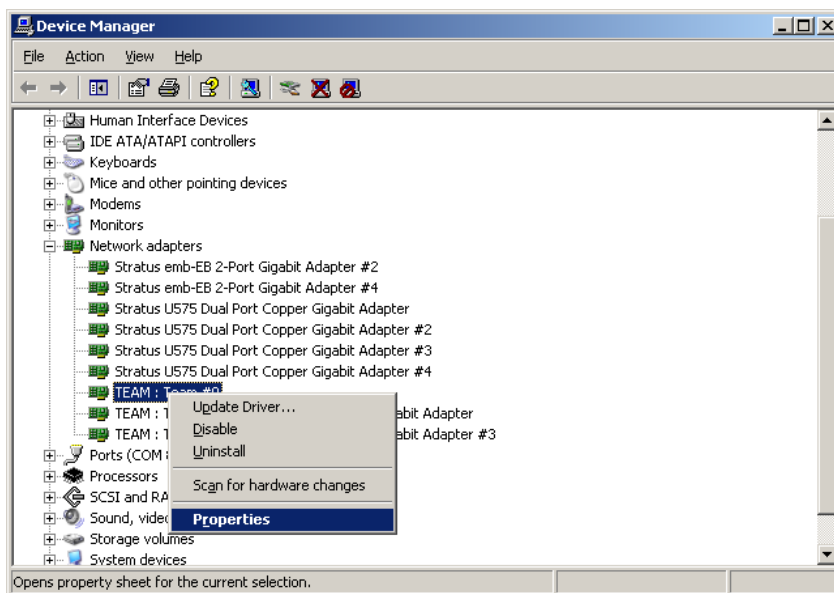 Device Manager
File Action View Help
Human Interface Devices
IDE ATA/ATAPI controllers
Keyboards
Mice and other pointing devices
Modems
Monitors
Network adapters
Stratus emb-EB 2-Port Gigabit Adapter #2
Stratus emb-EB 2-Port Gigabit Adapter #4
Stratus U575 Dual Port Copper Gigabit Adapter
Stratus U575 Dual Port Copper Gigabit Adapter #2
Stratus U575 Dual Port Copper Gigabit Adapter #3
Stratus U575 Dual Port Copper Gigabit Adapter #4
TEAM : Team
TEAM : abit Adapter
TEAM : abit Adapter #3
Ports (COM
Processors
SCSI and RA
Sound, video
Storage volumes
System devices
Update Driver...
Disable
Uninstall
Scan for hardware changes
Properties
Opens property sheet for the current selection.